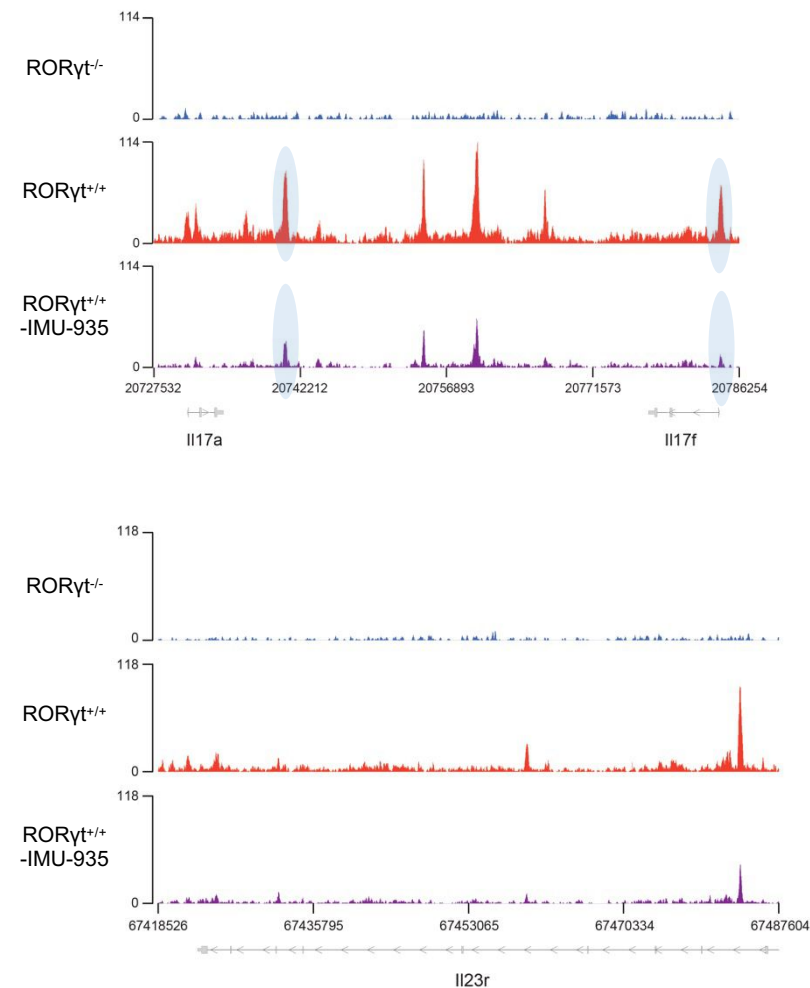 114
RORγt-/-
0
114
RORγt+/+
0
114
RORγt+/+
-IMU-935
0
20727532 20742212 20756893 20771573 20786254
Il17a Il17f
118
RORγt-/-
0
118
RORγt+/+
0
118
RORγt+/+
-IMU-935
0
67418526 67435795 67453065 67470334 67487604
Il23r